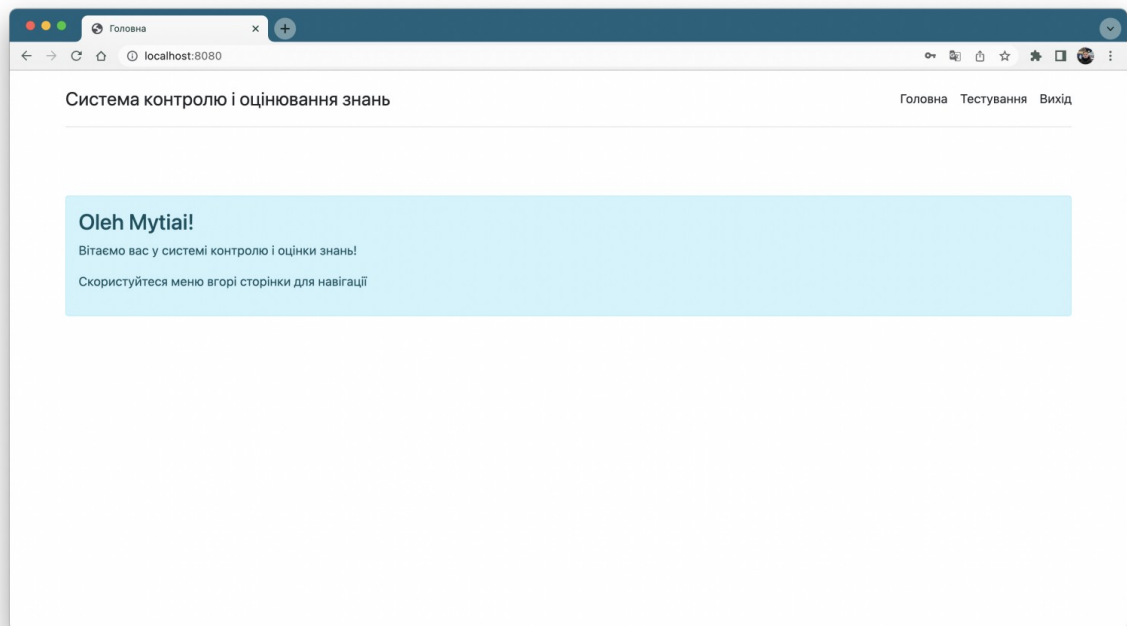 Головна
localhost:8080
Система контролю і оцінювання знань
Головна Тестування Вихід
Oleh Mytiai!
Вітаємо вас у системі контролю і оцінки знань!
Скористуйтеся меню вгорі сторінки для навігації